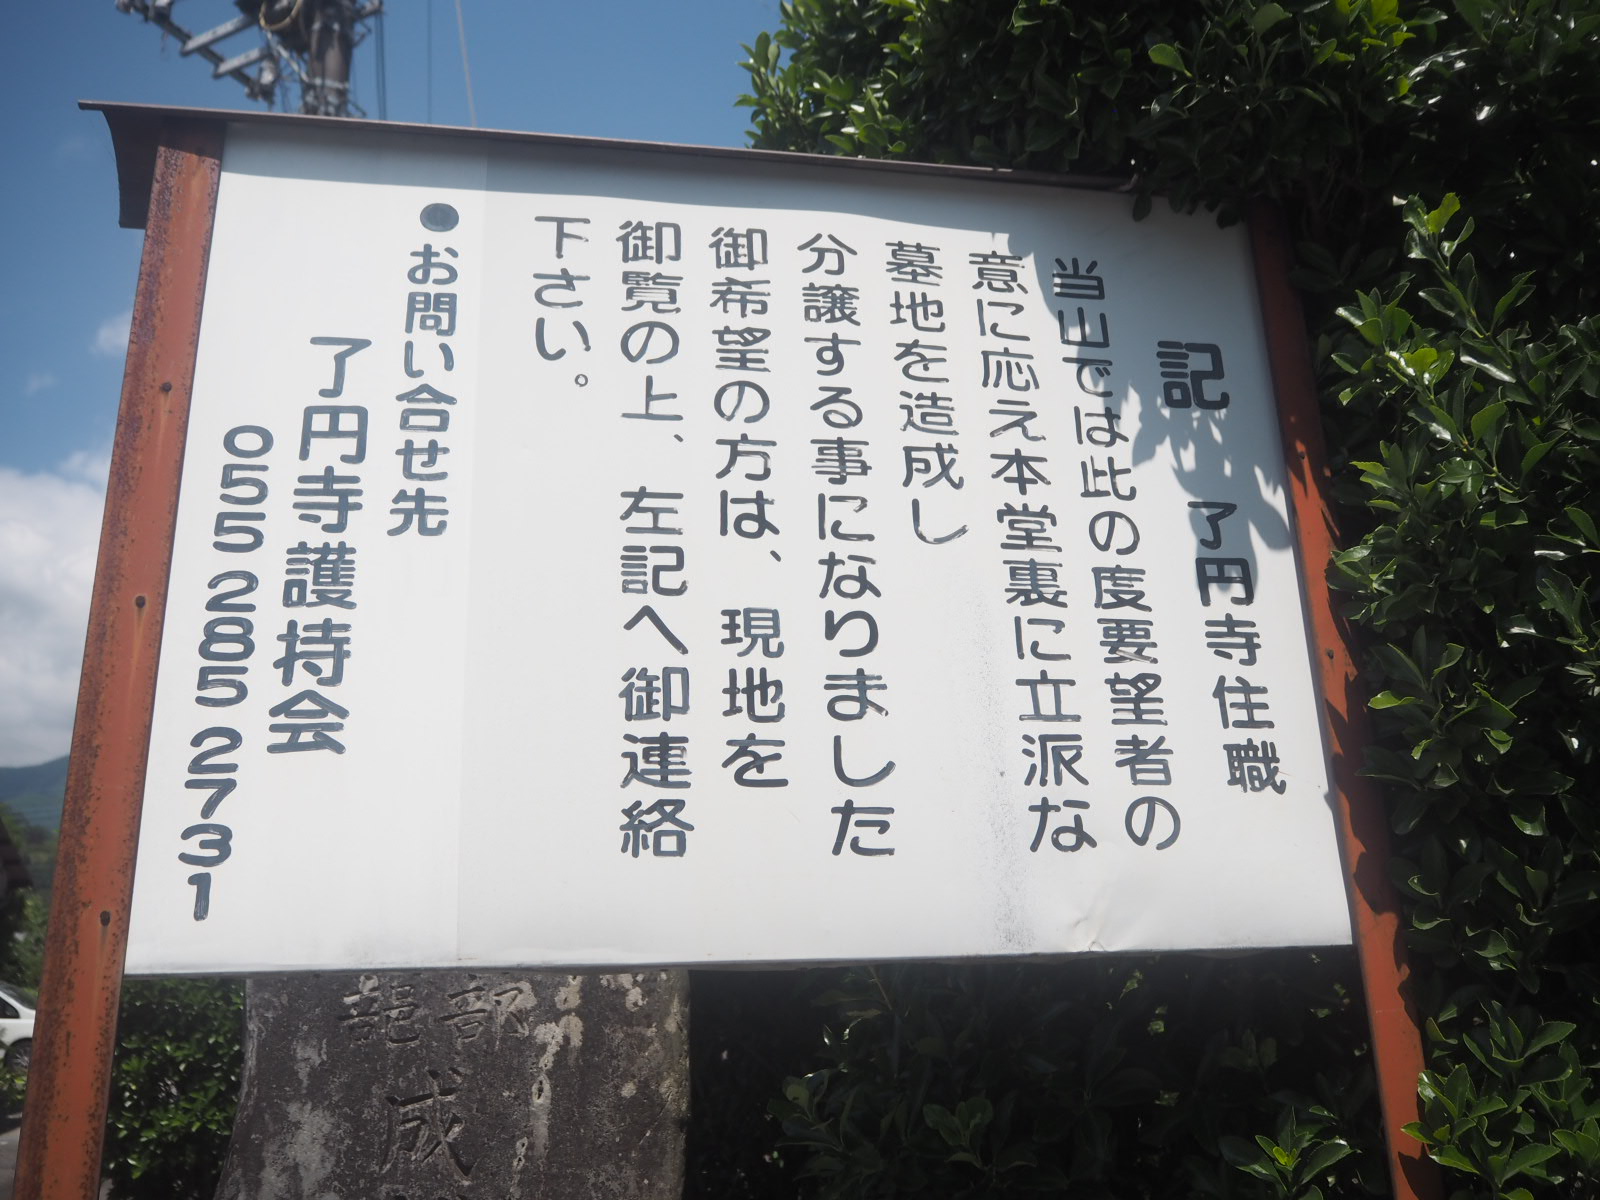 記　了円寺住職
当山では此の度要望者の
意に応え本堂裏に立派な
墓地を造成し
分譲する事になりました
御希望の方は、現地を
御覧の上、左記へ御連絡
下さい。
●お問い合せ先
了円寺護持会
055 285 2731
部
成